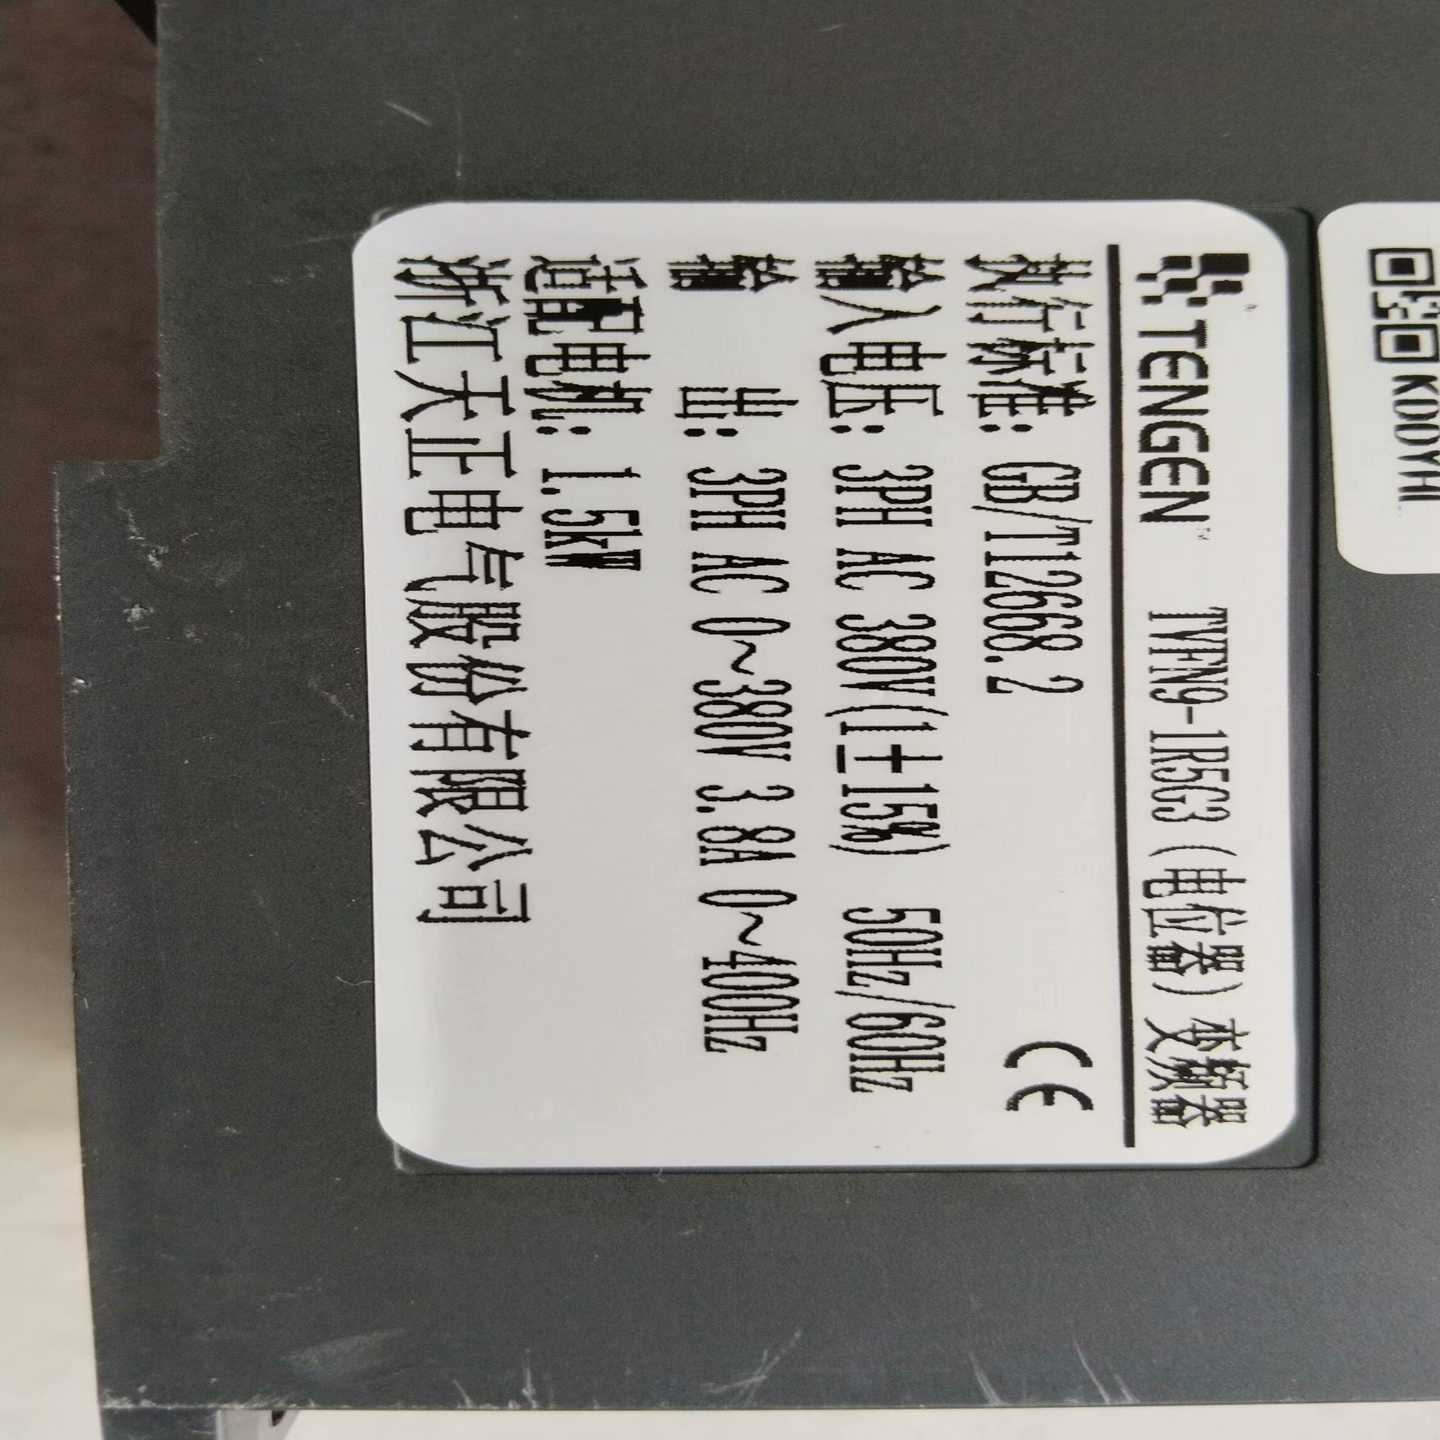 TENGEN™ TVFN9-1R5G3（电位器）变频器
执行标准: GB/T12668.2
CE
输入电压: 3PH AC 380V(1±15%) 50Hz/60Hz
输 出: 3PH AC 0~380V 3.8A 0~400Hz
适配电机: 1.5kW
浙江天正电气股份有限公司